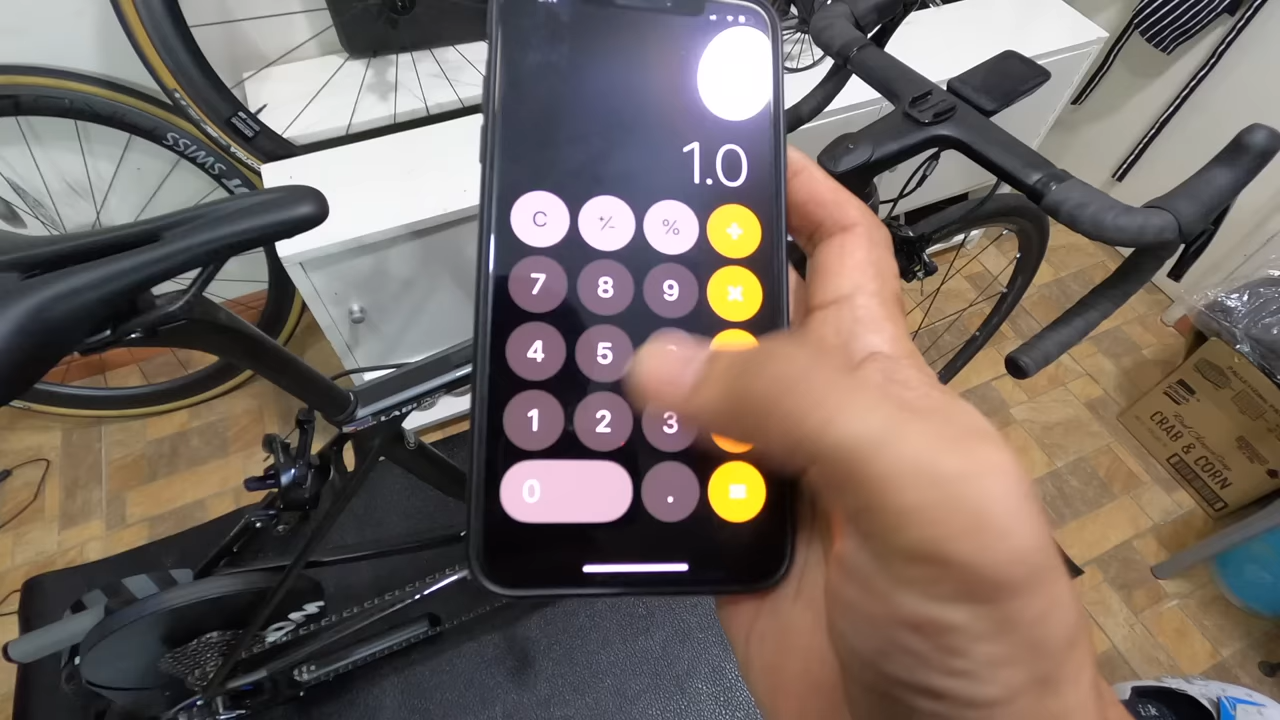 1.0
C +/- % +
7 8 9 ×
4 5
1 2 3
0 . =
SWISS
CRAB & CORN